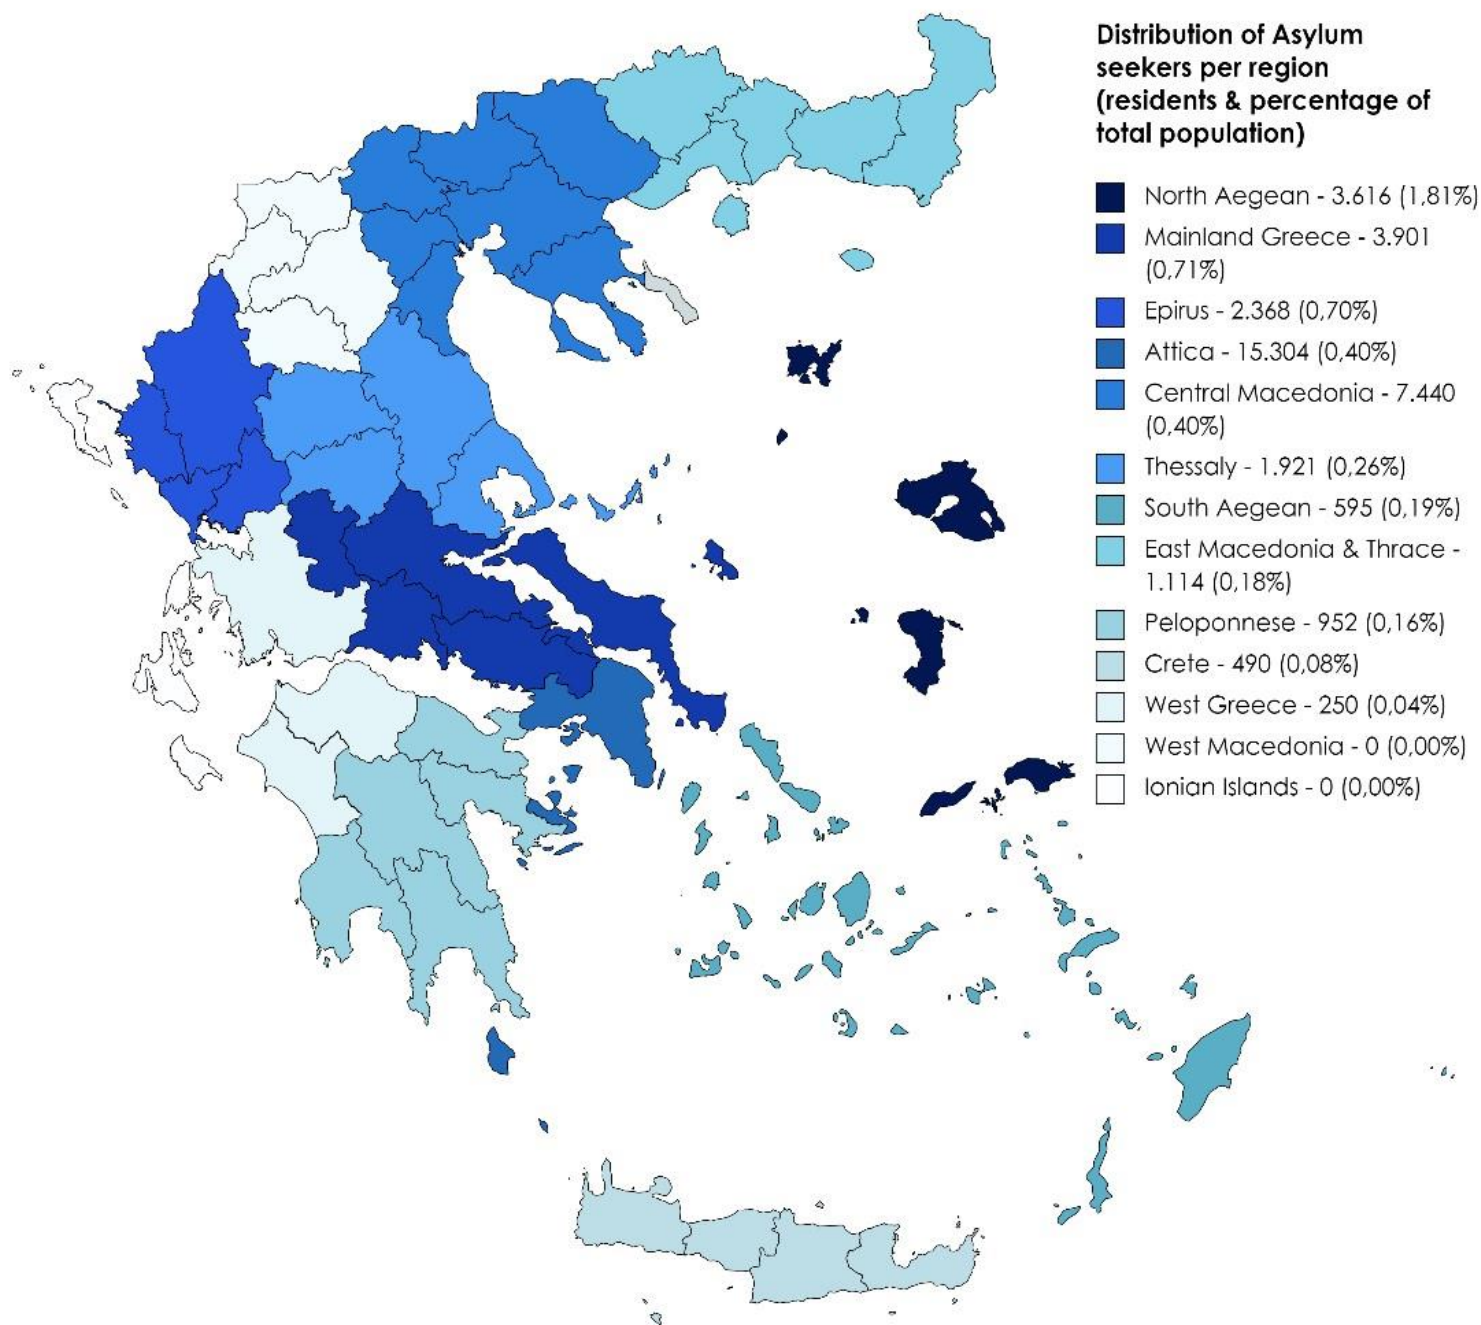 Distribution of Asylum
seekers per region
(residents & percentage of
total population)
North Aegean - 3.616 (1,81%)
Mainland Greece - 3.901
(0,71%)
Epirus - 2.368 (0,70%)
Attica - 15.304 (0,40%)
Central Macedonia - 7.440
(0,40%)
Thessaly - 1.921 (0,26%)
South Aegean - 595 (0,19%)
East Macedonia & Thrace -
1.114 (0,18%)
Peloponnese - 952 (0,16%)
Crete - 490 (0,08%)
West Greece - 250 (0,04%)
West Macedonia - 0 (0,00%)
Ionian Islands - 0 (0,00%)